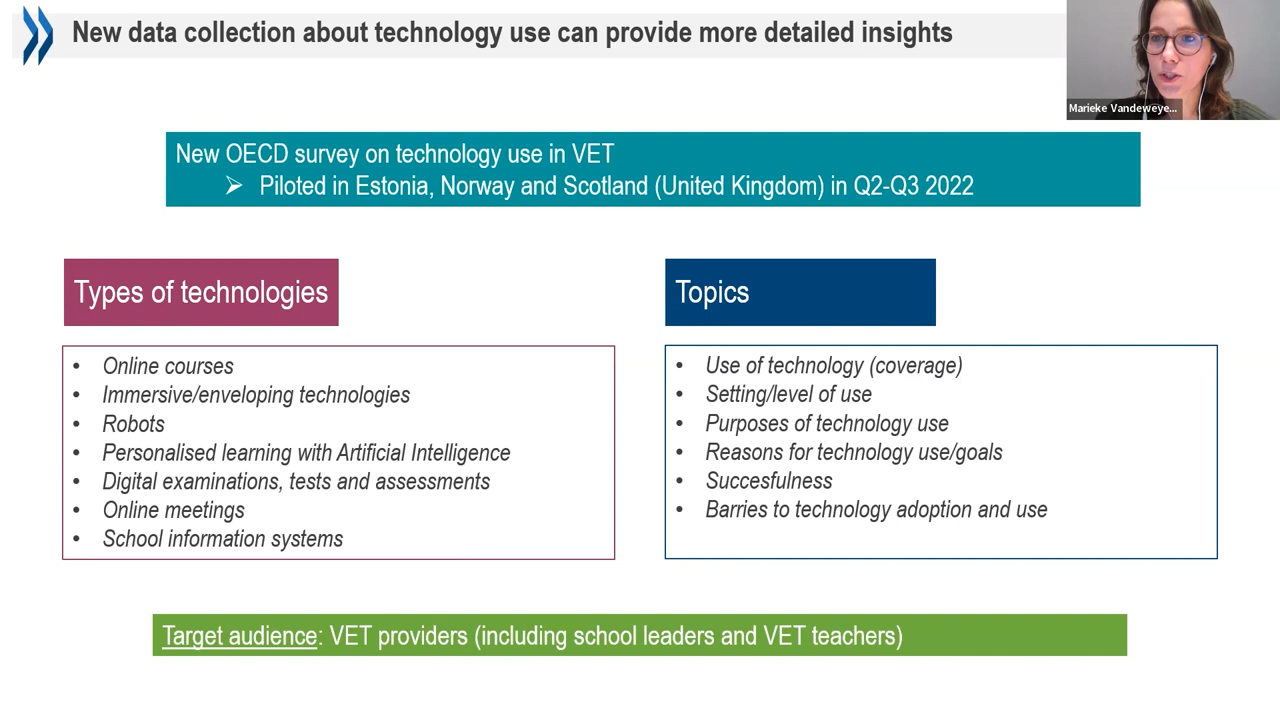 New data collection about technology use can provide more detailed insights
Marieke Vandeweye...
New OECD survey on technology use in VET
➢ Piloted in Estonia, Norway and Scotland (United Kingdom) in Q2-Q3 2022
Types of technologies
• Online courses
• Immersive/enveloping technologies
• Robots
• Personalised learning with Artificial Intelligence
• Digital examinations, tests and assessments
• Online meetings
• School information systems
Topics
• Use of technology (coverage)
• Setting/level of use
• Purposes of technology use
• Reasons for technology use/goals
• Succesfulness
• Barries to technology adoption and use
Target audience: VET providers (including school leaders and VET teachers)